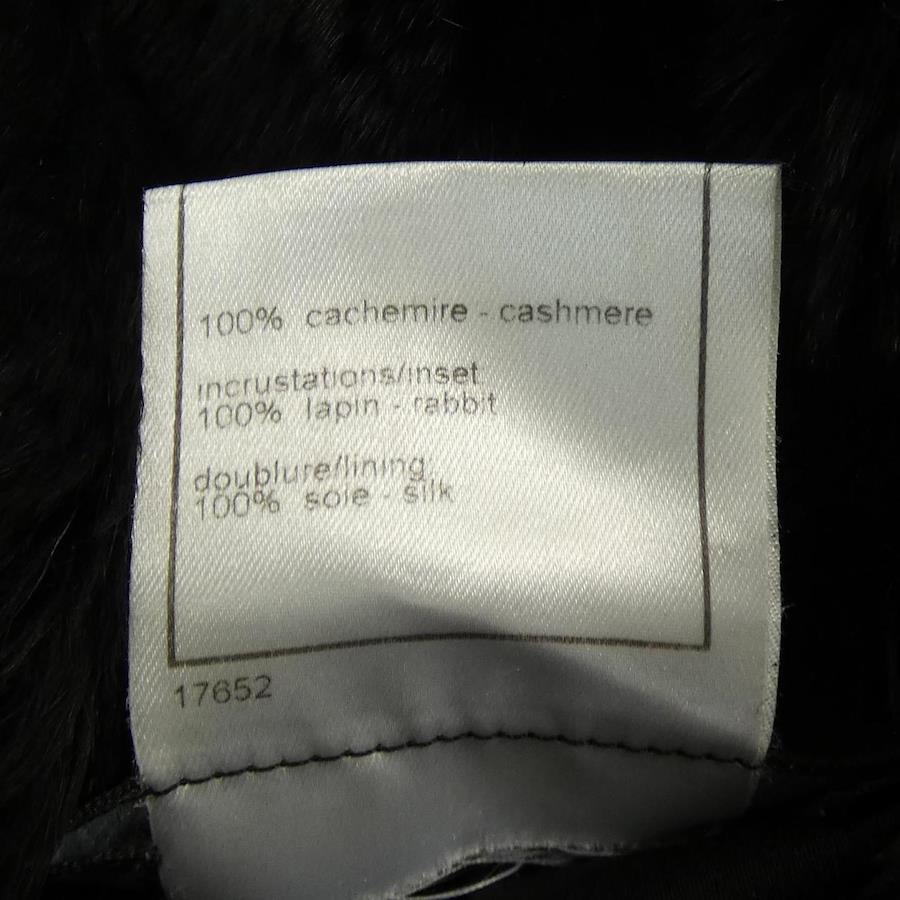 100% cachemire - cashmere
incrustations/inset
100% lapin - rabbit
doublure/lining
100% soie - silk
17652